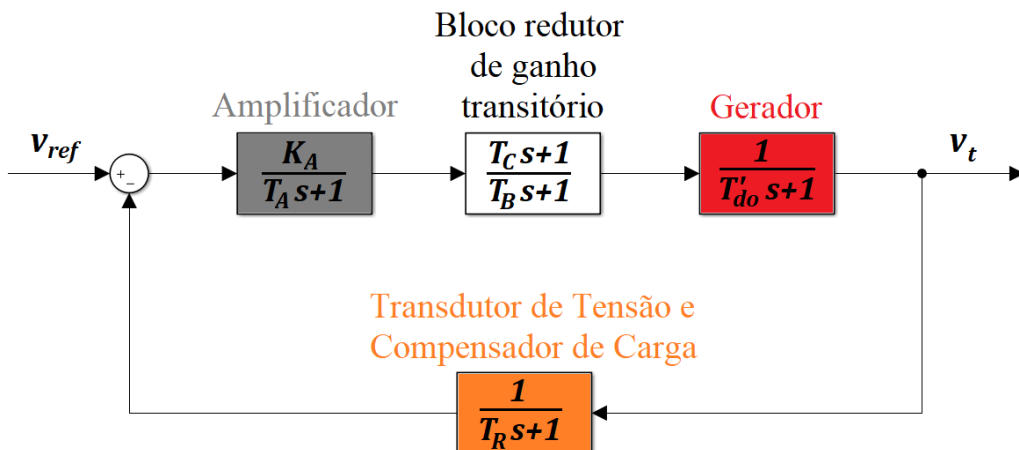 Bloco redutor
de ganho
transitório
Amplificador
Gerador
v_ref
+
−
K_A
T_A s+1
T_C s+1
T_B s+1
1
T'_do s+1
v_t
Transdutor de Tensão e
Compensador de Carga
1
T_R s+1